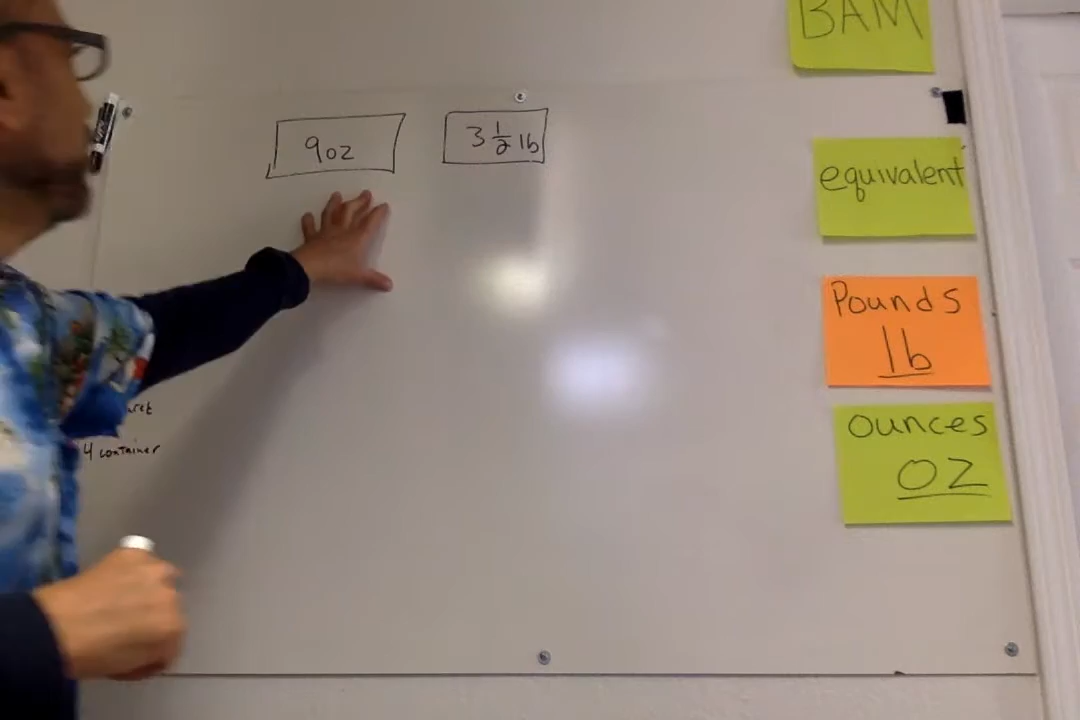 BAM
9oz
3 1/2 lb
equivalent
Pounds
lb
ounces
oz
4 container